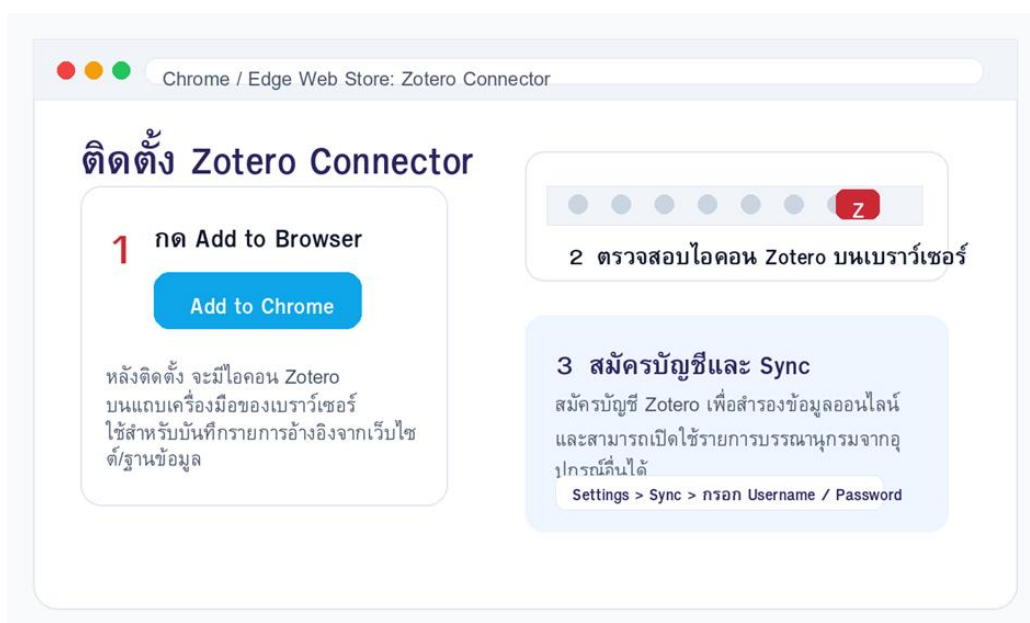 Chrome / Edge Web Store: Zotero Connector
ติดตั้ง Zotero Connector
1 กด Add to Browser
Add to Chrome
หลังติดตั้ง จะมีไอคอน Zotero
บนแถบเครื่องมือของเบราว์เซอร์
ใช้สำหรับบันทึกรายการอ้างอิงจากเว็บไซ
ต์/ฐานข้อมูล
Z
2 ตรวจสอบไอคอน Zotero บนเบราว์เซอร์
3 สมัครบัญชีและ Sync
สมัครบัญชี Zotero เพื่อสำรองข้อมูลออนไลน์
และสามารถเปิดใช้รายการบรรณานุกรมจากอุ
ปกรณ์อื่นได้
Settings > Sync > กรอก Username / Password